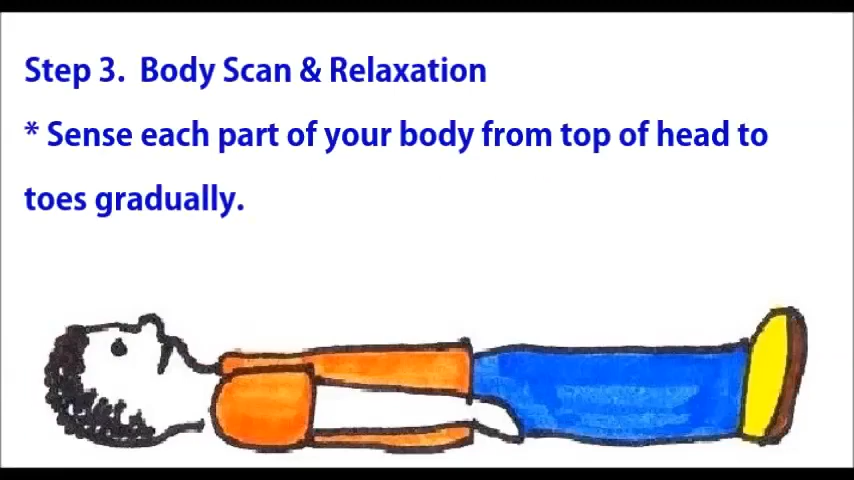 Step 3.  Body Scan & Relaxation
* Sense each part of your body from top of head to
toes gradually.